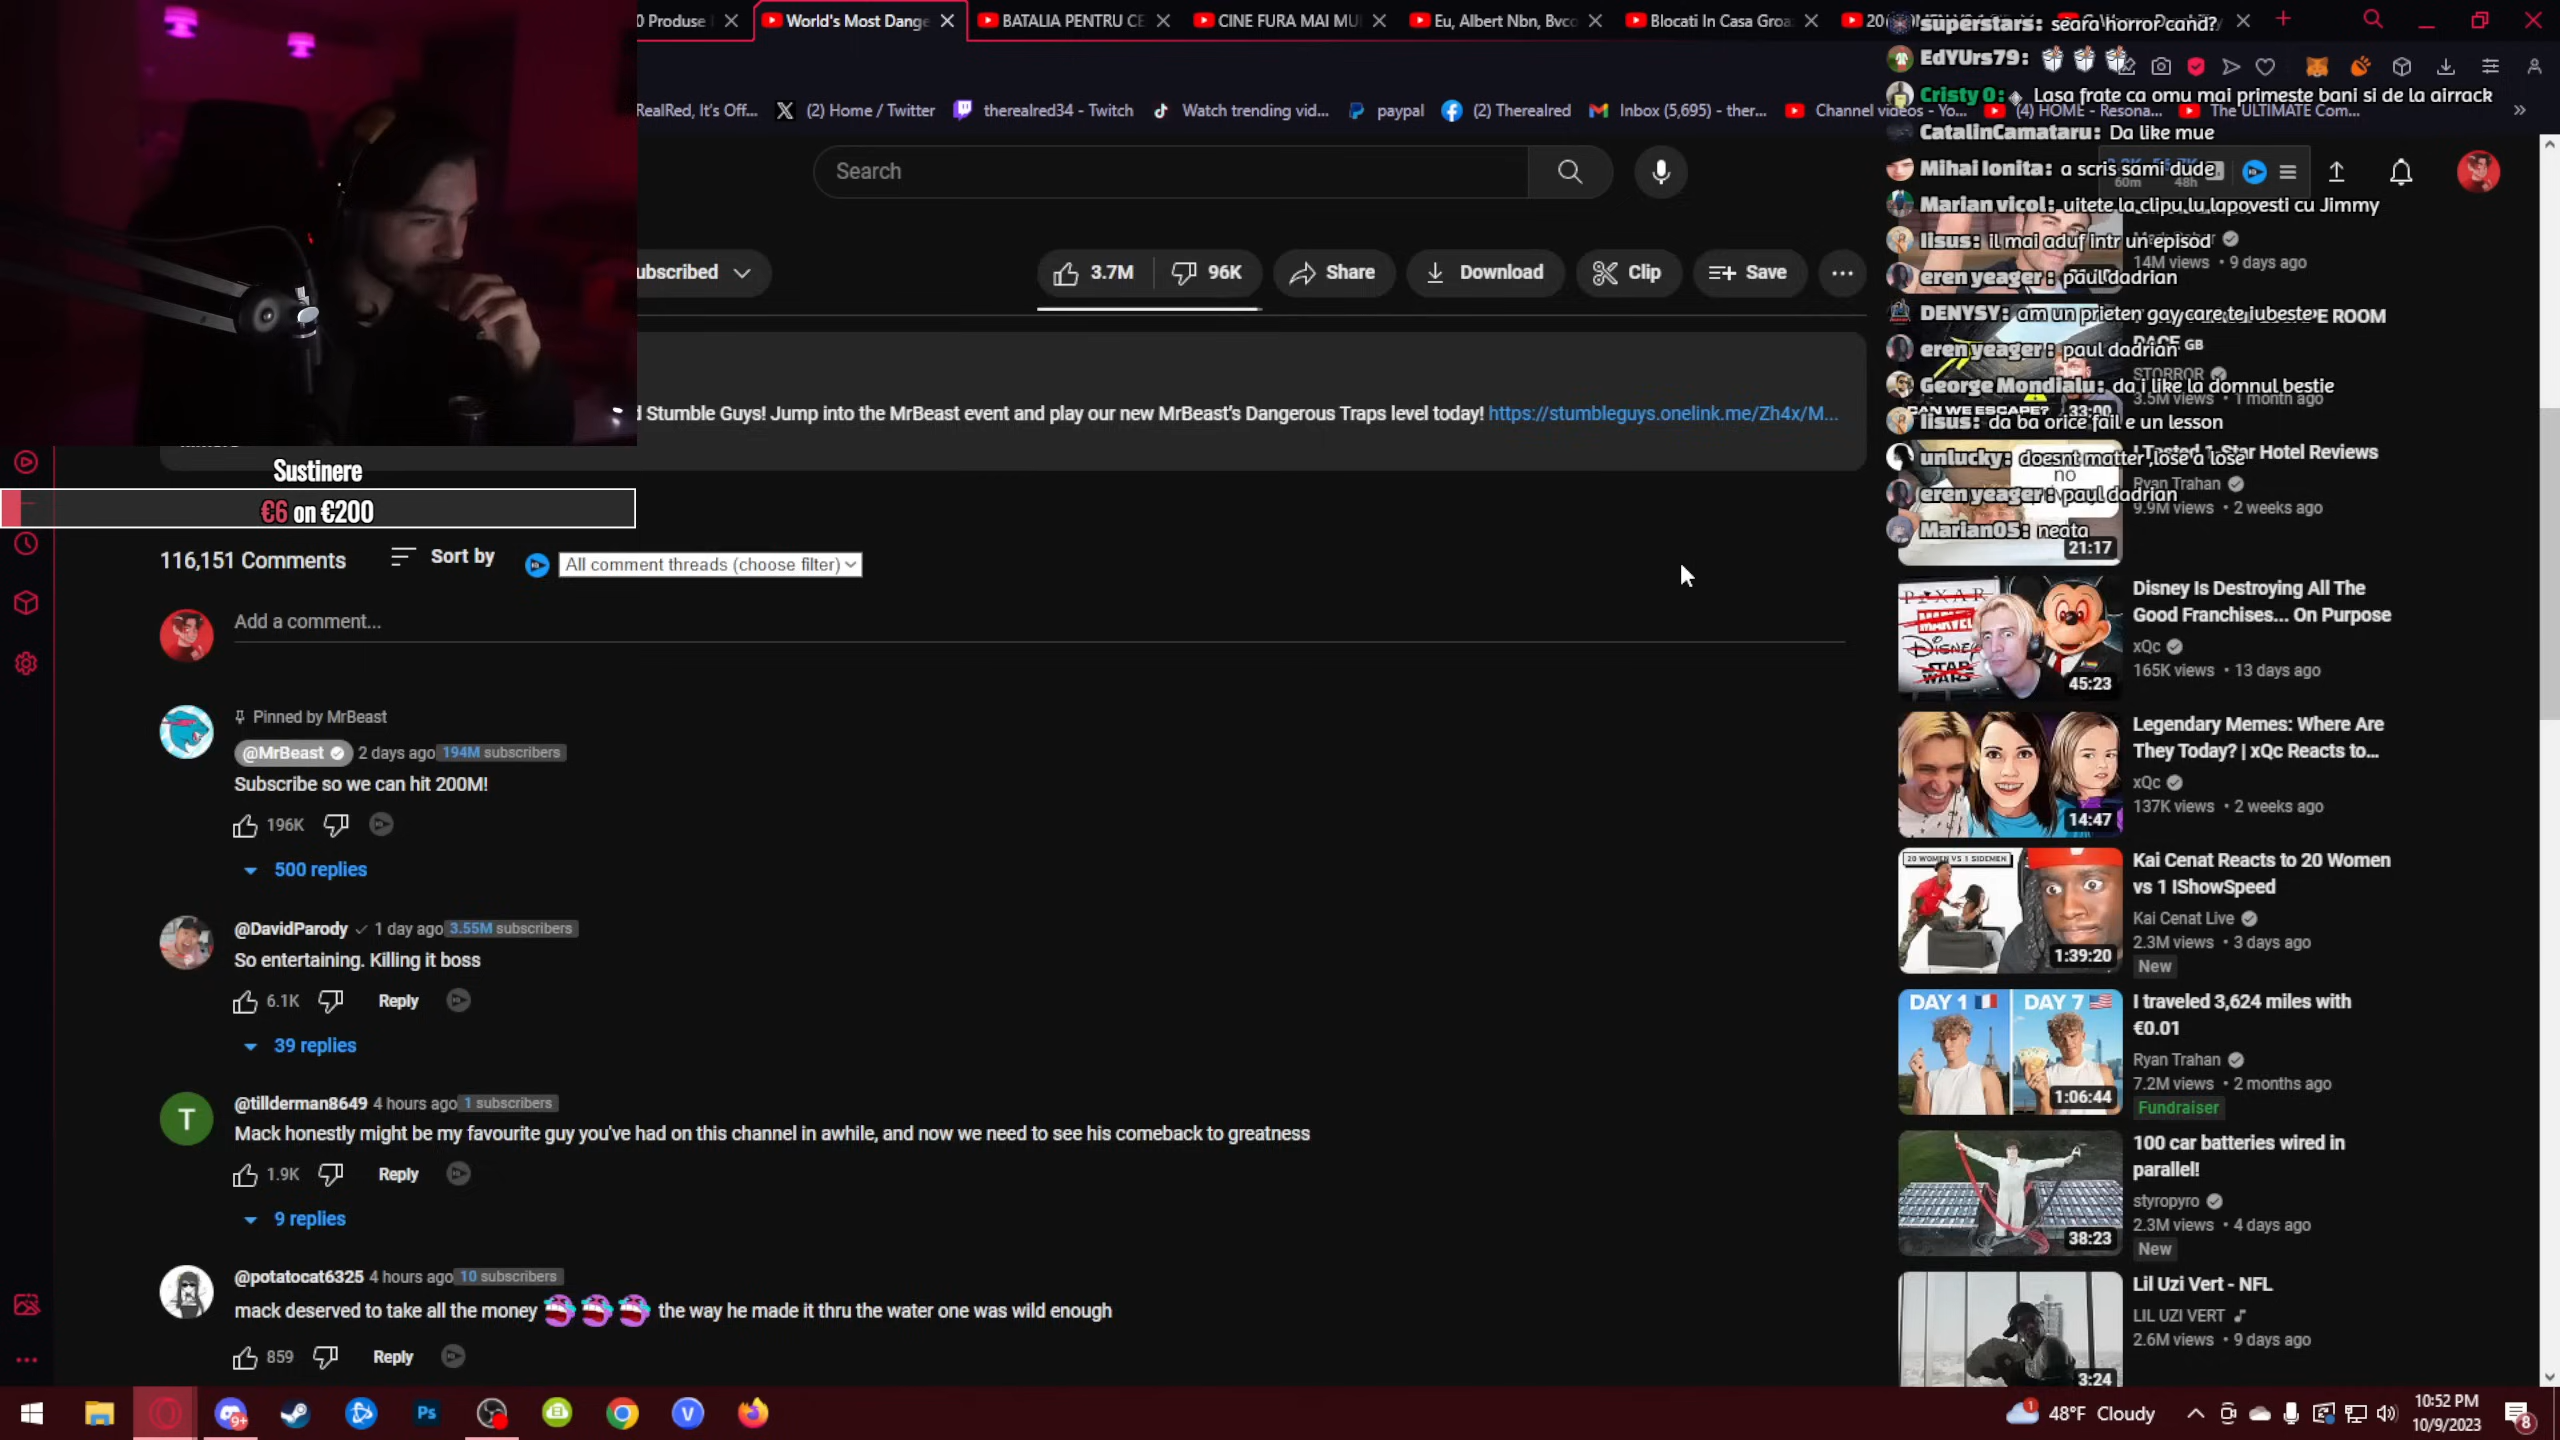 0 Produse
World's Most Dange
BATALIA PENTRU CE
CINE FURA MAI MU
Eu, Albert Nbn, Bvco
Blocati In Casa Groa
superstars: seara horror cand?
EdYUrs79:
RealRed, It's Off...
(2) Home / Twitter
therealred34 - Twitch
Watch trending vid...
paypal
(2) Therealred
Inbox (5,695) - ther...
Channel videos - Yo...
(4) HOME - Resona...
The ULTIMATE Com...
Cristy O: Lasa frate ca omu mai primeste bani si de la airrack
CatalinCamataru: Da like mue
Mihai Ionita: a scris sami dude
60m 48h
Marian vicol: uitete la clipu lu lapovesti cu Jimmy
Iisus: il mai aduf intr un episod
14M views • 9 days ago
eren yeager: paul dadrian
DENYSY: am un prieten gay care te iubeste
E ROOM
eren yeager: paul dadrian
GB
STORROR
George Mondialu: da i like la domnul bestie
3.5M views • 1 month ago
CAN WE ESCAPE? 33:00
Iisus: da ba orice fail e un lesson
I Tested 1-Star Hotel Reviews
unlucky: doesnt matter ,lose a lose
no
Ryan Trahan
eren yeager: paul dadrian
9.9M views • 2 weeks ago
Marian05: neata
21:17
Search
ubscribed
3.7M
96K
Share
Download
Clip
Save
d Stumble Guys! Jump into the MrBeast event and play our new MrBeast's Dangerous Traps level today! https://stumbleguys.onelink.me/Zh4x/M...
Sustinere
€6 on €200
116,151 Comments
Sort by
All comment threads (choose filter)
Add a comment...
Pinned by MrBeast
@MrBeast 2 days ago 194M subscribers
Subscribe so we can hit 200M!
196K
500 replies
@DavidParody 1 day ago 3.55M subscribers
So entertaining. Killing it boss
6.1K Reply
39 replies
T
@tillderman8649 4 hours ago 1 subscribers
Mack honestly might be my favourite guy you've had on this channel in awhile, and now we need to see his comeback to greatness
1.9K Reply
9 replies
@potatocat6325 4 hours ago 10 subscribers
mack deserved to take all the money 😭😭😭 the way he made it thru the water one was wild enough
859 Reply
PIXAR
MARVEL
DISNEY
STAR
WARS
45:23
Disney Is Destroying All The
Good Franchises... On Purpose
xQc
165K views • 13 days ago
14:47
Legendary Memes: Where Are
They Today? | xQc Reacts to...
xQc
137K views • 2 weeks ago
20 WOMEN VS 1 SIDEMEN
1:39:20
Kai Cenat Reacts to 20 Women
vs 1 IShowSpeed
Kai Cenat Live
2.3M views • 3 days ago
New
DAY 1
DAY 7
1:06:44
I traveled 3,624 miles with
€0.01
Ryan Trahan
7.2M views • 2 months ago
Fundraiser
38:23
100 car batteries wired in
parallel!
styropyro
2.3M views • 4 days ago
New
3:24
Lil Uzi Vert - NFL
LIL UZI VERT
2.6M views • 9 days ago
9+
Ps
V
1
48°F Cloudy
10:52 PM
10/9/2023
8